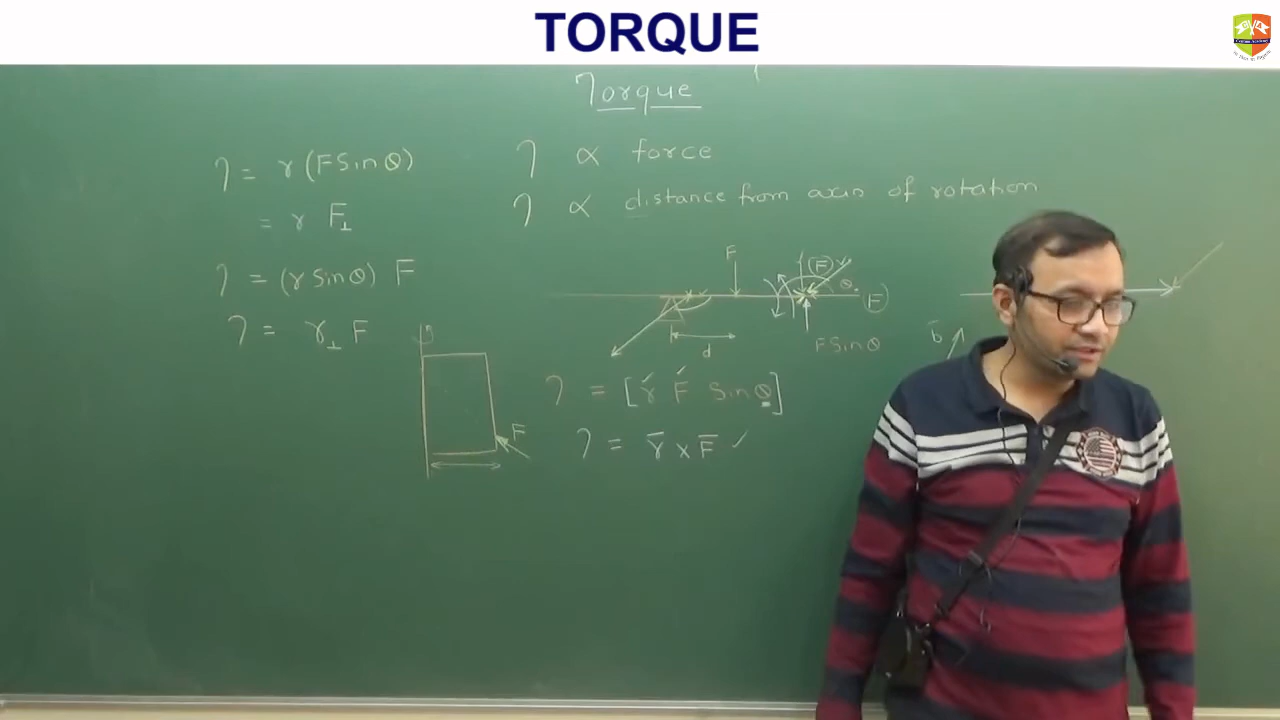 TORQUE
Torque
τ = r (F Sin θ)
= r F⊥
τ = (r sin θ) F
τ = r⊥ F
τ ∝ force
τ ∝ distance from axis of rotation
F
(F)
θ
(F)
d
F Sin θ
F
τ = [r F Sin θ]
τ = r̄ × F̄ ✓